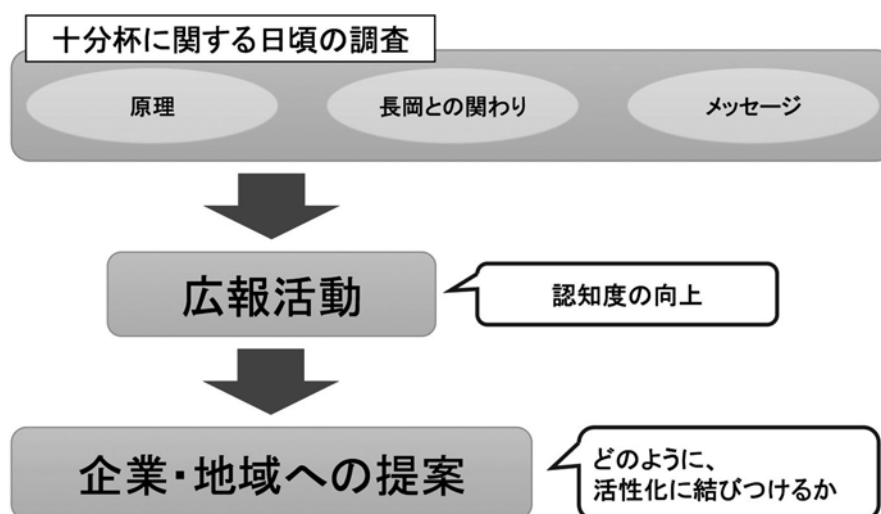 十分杯に関する日頃の調査
原理
長岡との関わり
メッセージ
広報活動
認知度の向上
企業・地域への提案
どのように、
活性化に結びつけるか